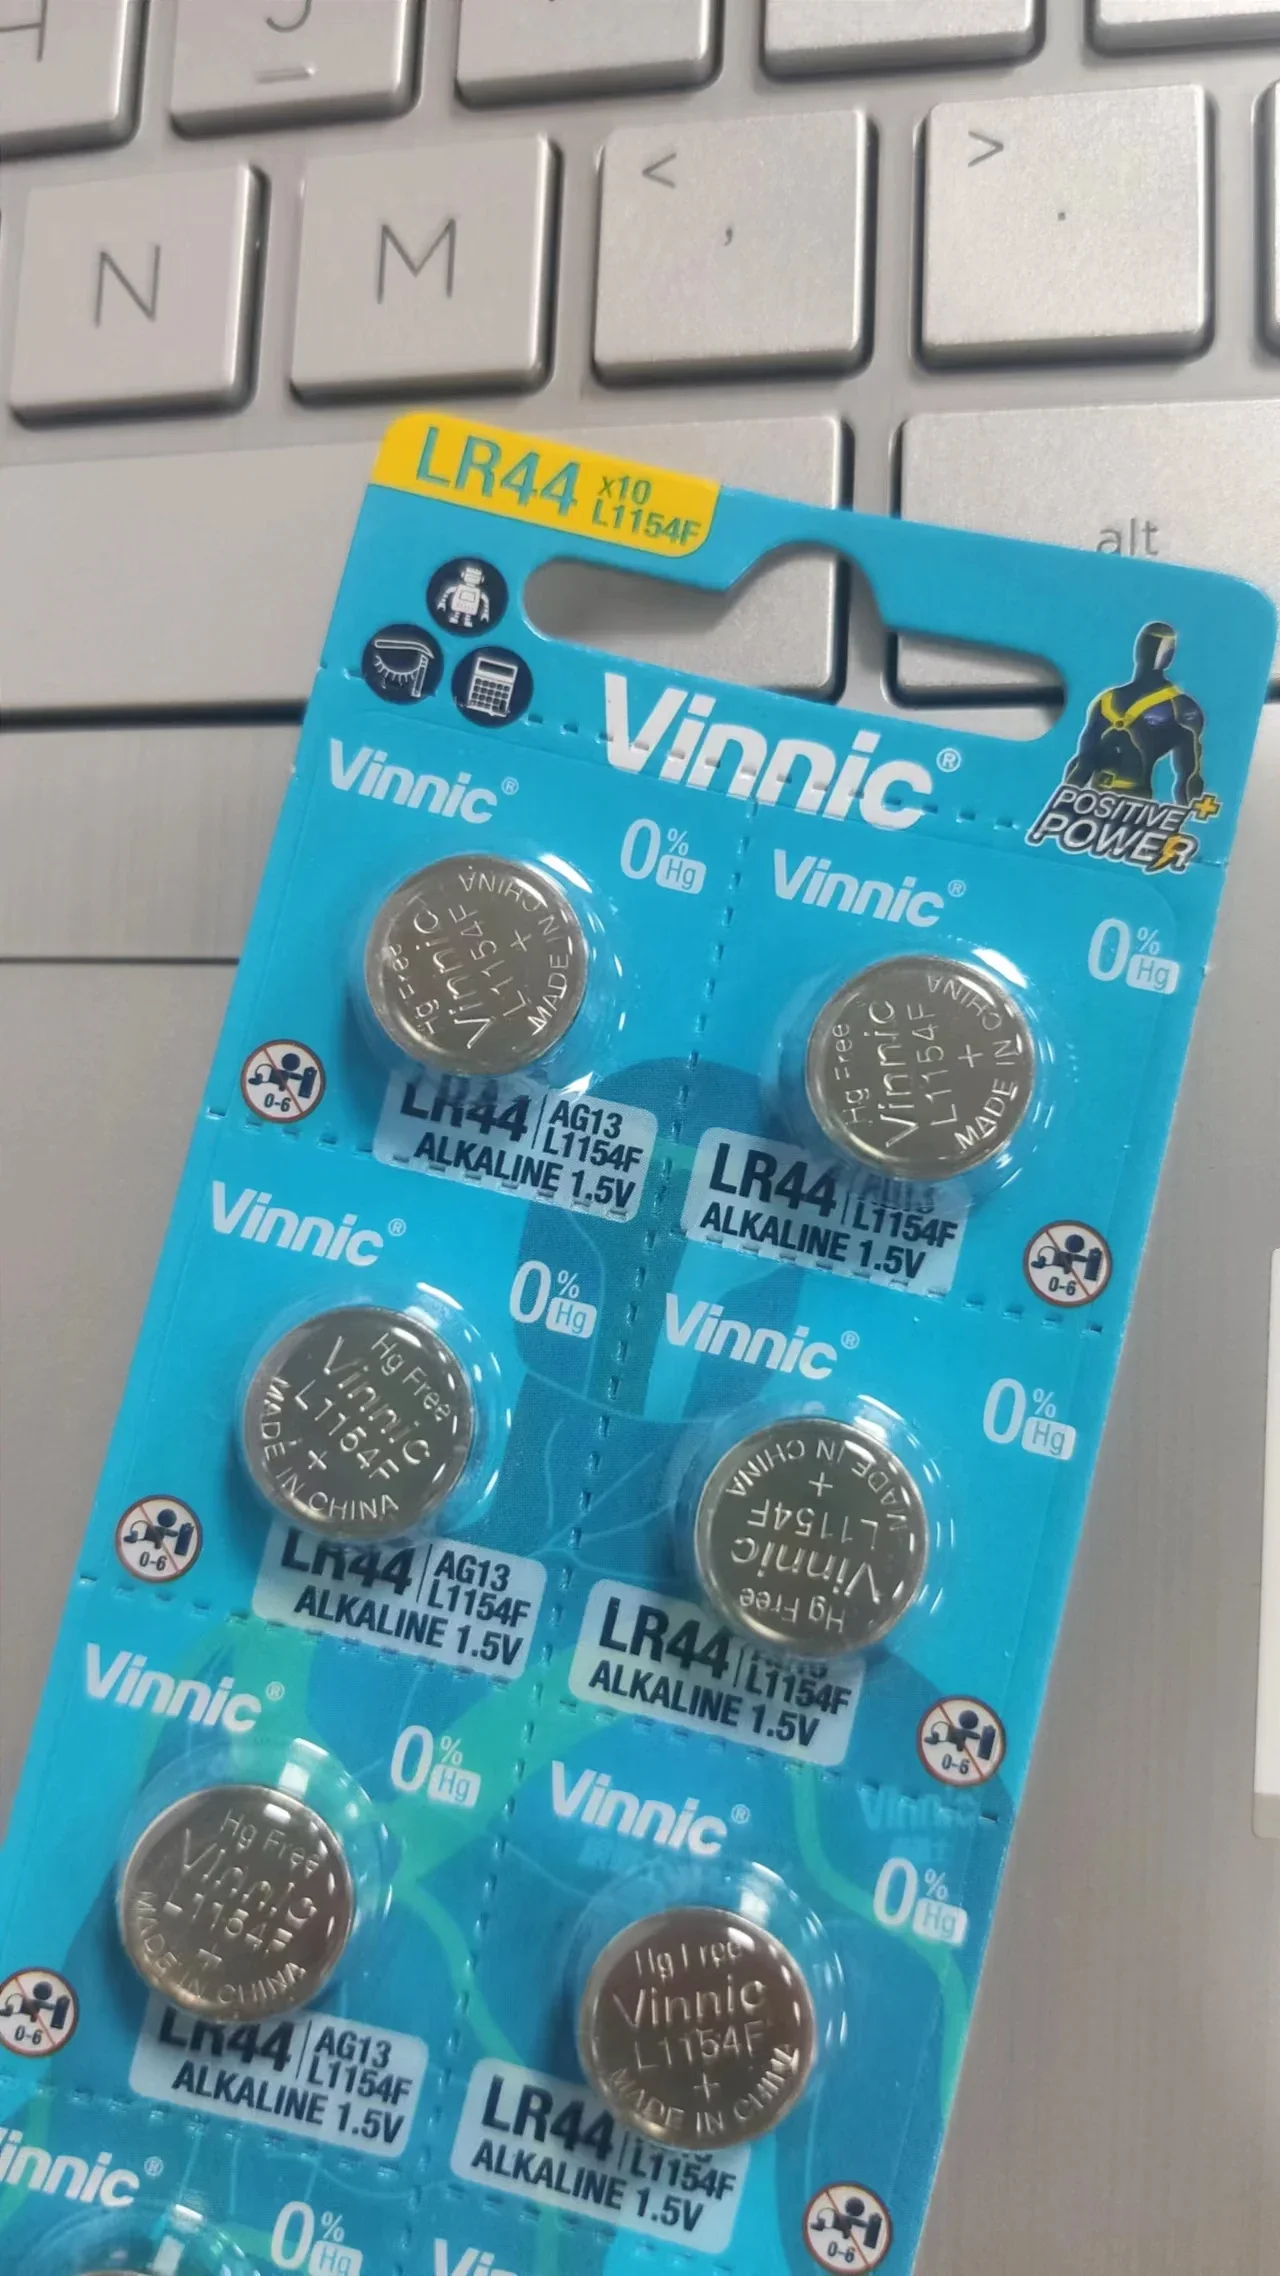 J
N
M
<
,
>
.
alt
LR44 x10
L1154F
Vinnic®
POSITIVE+
POWER
Vinnic®
0% Hg
Hg Free
Vinnic
L1154F
+
MADE IN CHINA
0-6
LR44 AG13
L1154F
ALKALINE 1.5V
Vinnic®
0% Hg
Hg Free
Vinnic
L1154F
+
MADE IN CHINA
LR44
L1154F
ALKALINE 1.5V
0-6
Vinnic®
0% Hg
Hg Free
Vinnic
L1154F
+
MADE IN CHINA
0-6
LR44 AG13
L1154F
ALKALINE 1.5V
Vinnic®
0% Hg
MADE IN CHINA
+
L1154F
Vinnic
Hg Free
LR44
L1154F
ALKALINE 1.5V
0-6
Vinnic®
0% Hg
Hg Free
Vinnic
L1154F
+
MADE IN CHINA
0-6
LR44 AG13
L1154F
ALKALINE 1.5V
Vinnic®
0% Hg
Hg Free
Vinnic
L1154F
+
MADE IN CHINA
LR44
L1154F
ALKALINE 1.5V
0-6
innic®
0% Hg
Vinnic